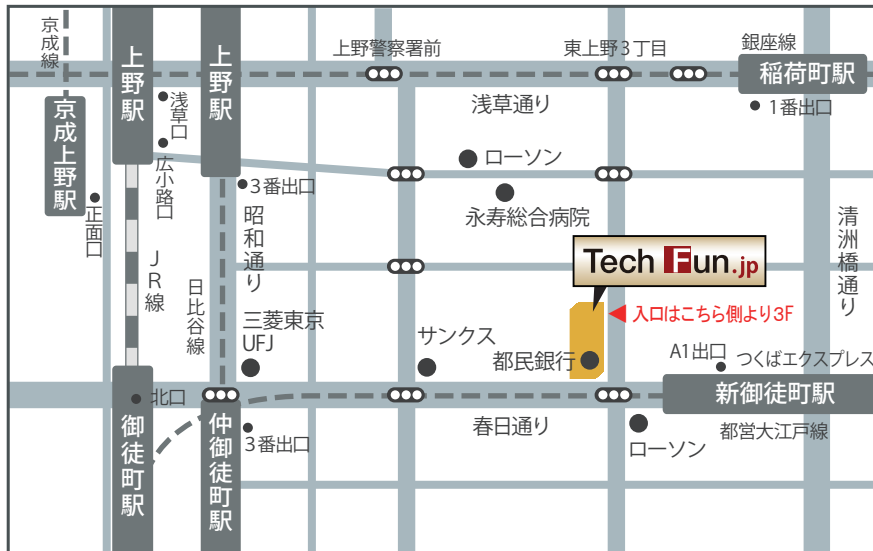 京成線
上野駅
上野駅
上野警察署前
東上野3丁目
銀座線
稲荷町駅
1番出口
浅草通り
京成上野駅
浅草口
広小路口
正面口
3番出口
ローソン
永寿総合病院
昭和通り
清洲橋通り
JR線
日比谷線
Tech Fun.jp
入口はこちら側より3F
三菱東京
UFJ
サンクス
都民銀行
A1出口
つくばエクスプレス
新御徒町駅
都営大江戸線
北口
御徒町駅
仲御徒町駅
3番出口
春日通り
ローソン